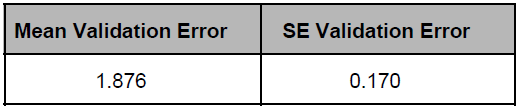 Mean Validation Error SE Validation Error
1.876 0.170